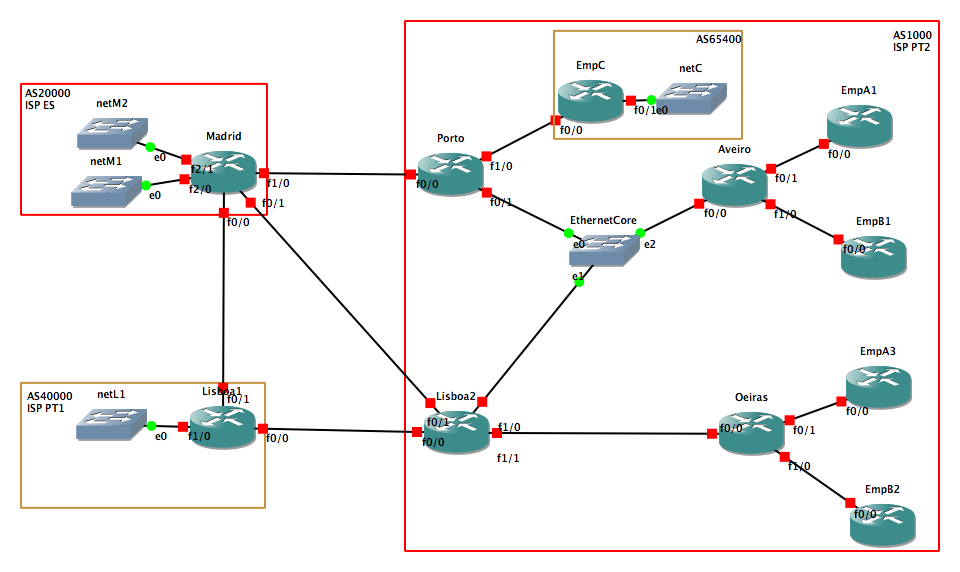 AS20000
ISP ES
netM2
e0
netM1
e0
f2/1
f2/0
Madrid
f1/0
f0/1
f0/0
AS40000
ISP PT1
netL1
e0
f1/0
Lisboa1
f0/1
f0/0
AS1000
ISP PT2
AS65400
EmpC
f0/0
f0/1
e0
netC
Porto
f0/0
f1/0
f0/1
EthernetCore
e0
e2
e1
Aveiro
f0/0
f0/1
f1/0
EmpA1
f0/0
EmpB1
f0/0
Lisboa2
f0/1
f0/0
f1/0
f1/1
Oeiras
f0/0
f0/1
f1/0
EmpA3
f0/0
EmpB2
f0/0